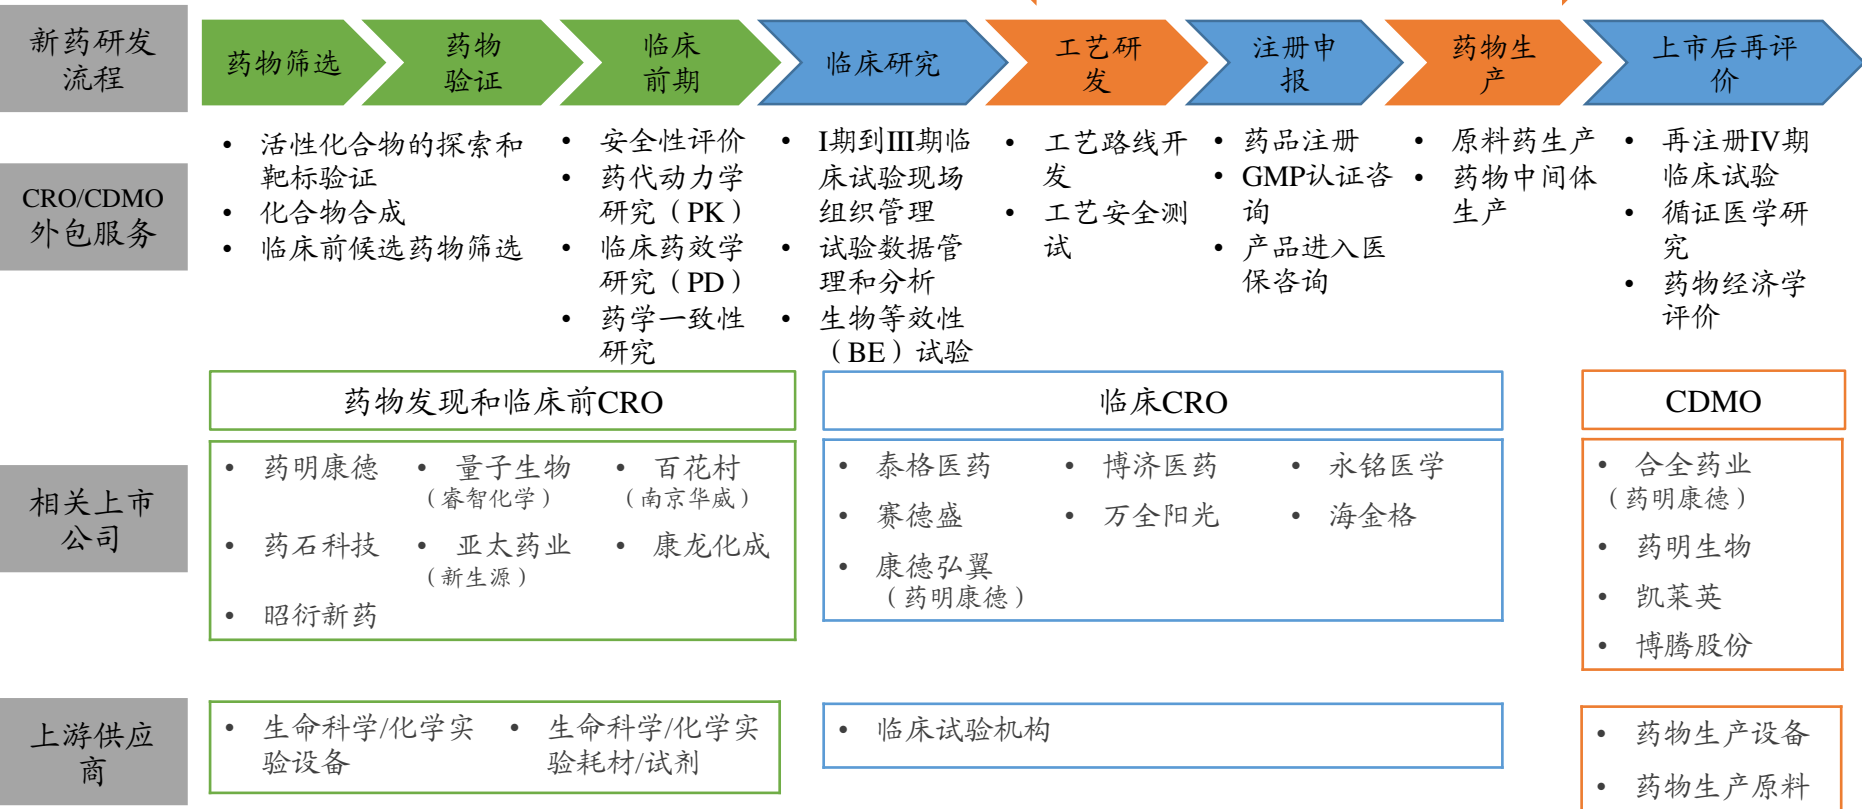 新药研发
流程
药物筛选
药物
验证
临床
前期
临床研究
工艺研
发
注册申
报
药物生
产
上市后再评
价
CRO/CDMO
外包服务
• 活性化合物的探索和
靶标验证
• 化合物合成
• 临床前候选药物筛选
• 安全性评价
• 药代动力学
研究（PK）
• 临床药效学
研究（PD）
• 药学一致性
研究
• I期到III期临
床试验现场
组织管理
• 试验数据管
理和分析
• 生物等效性
（BE）试验
• 工艺路线开
发
• 工艺安全测
试
• 药品注册
• GMP认证咨
询
• 产品进入医
保咨询
• 原料药生产
• 药物中间体
生产
• 再注册IV期
临床试验
• 循证医学研
究
• 药物经济学
评价
药物发现和临床前CRO
临床CRO
CDMO
相关上市
公司
• 药明康德
• 量子生物
（睿智化学）
• 百花村
（南京华威）
• 药石科技
• 亚太药业
（新生源）
• 康龙化成
• 昭衍新药
• 泰格医药
• 博济医药
• 永铭医学
• 赛德盛
• 万全阳光
• 海金格
• 康德弘翼
（药明康德）
• 合全药业
（药明康德）
• 药明生物
• 凯莱英
• 博腾股份
上游供应
商
• 生命科学/化学实
验设备
• 生命科学/化学实
验耗材/试剂
• 临床试验机构
• 药物生产设备
• 药物生产原料